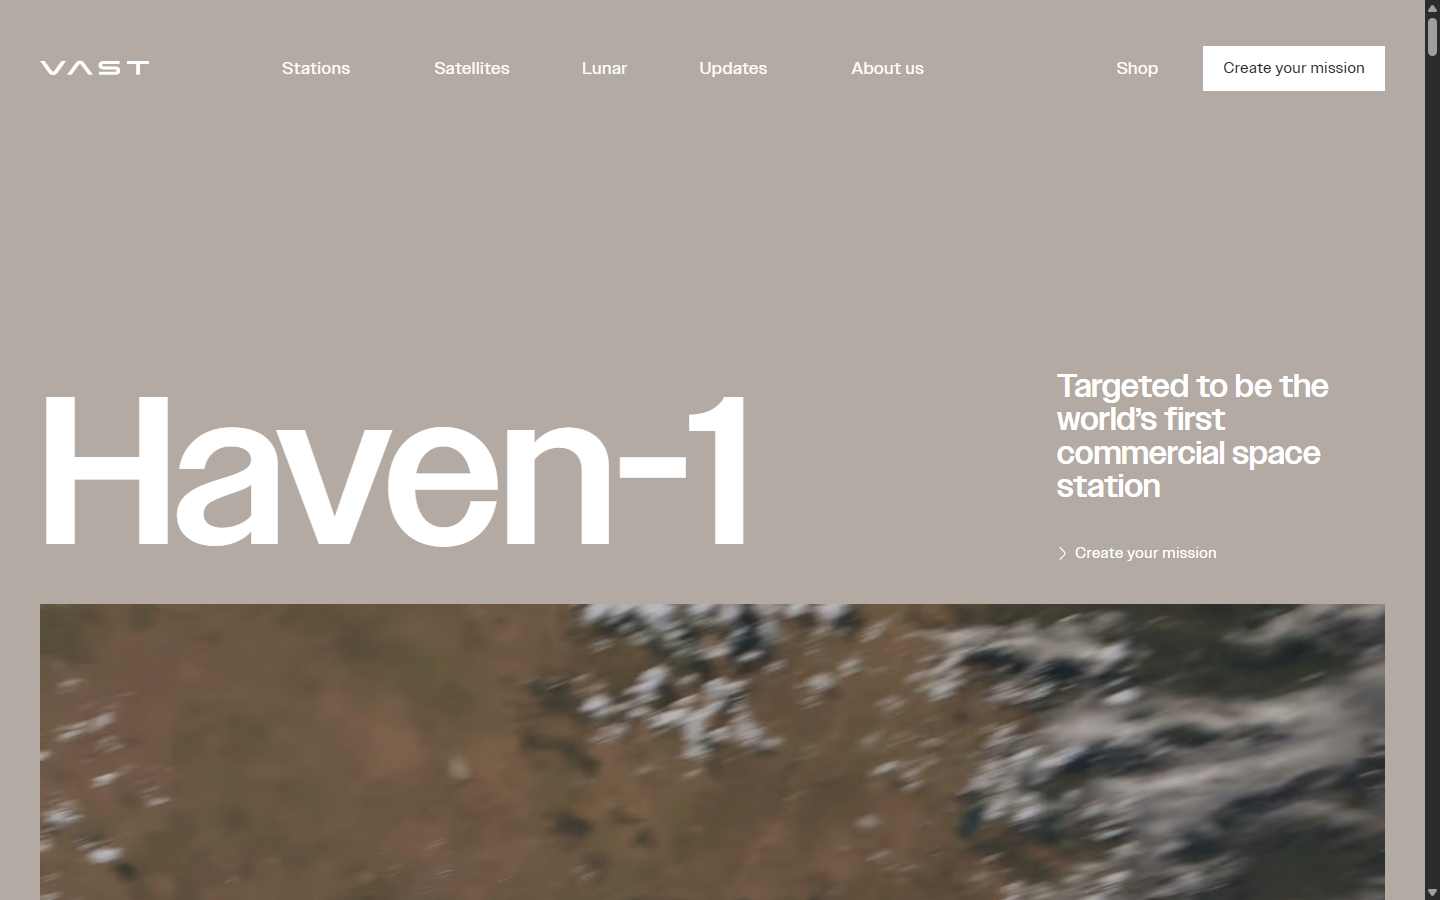 VAST
Stations
Satellites
Lunar
Updates
About us
Shop
Create your mission
Haven-1
Targeted to be the
world’s first
commercial space
station
Create your mission